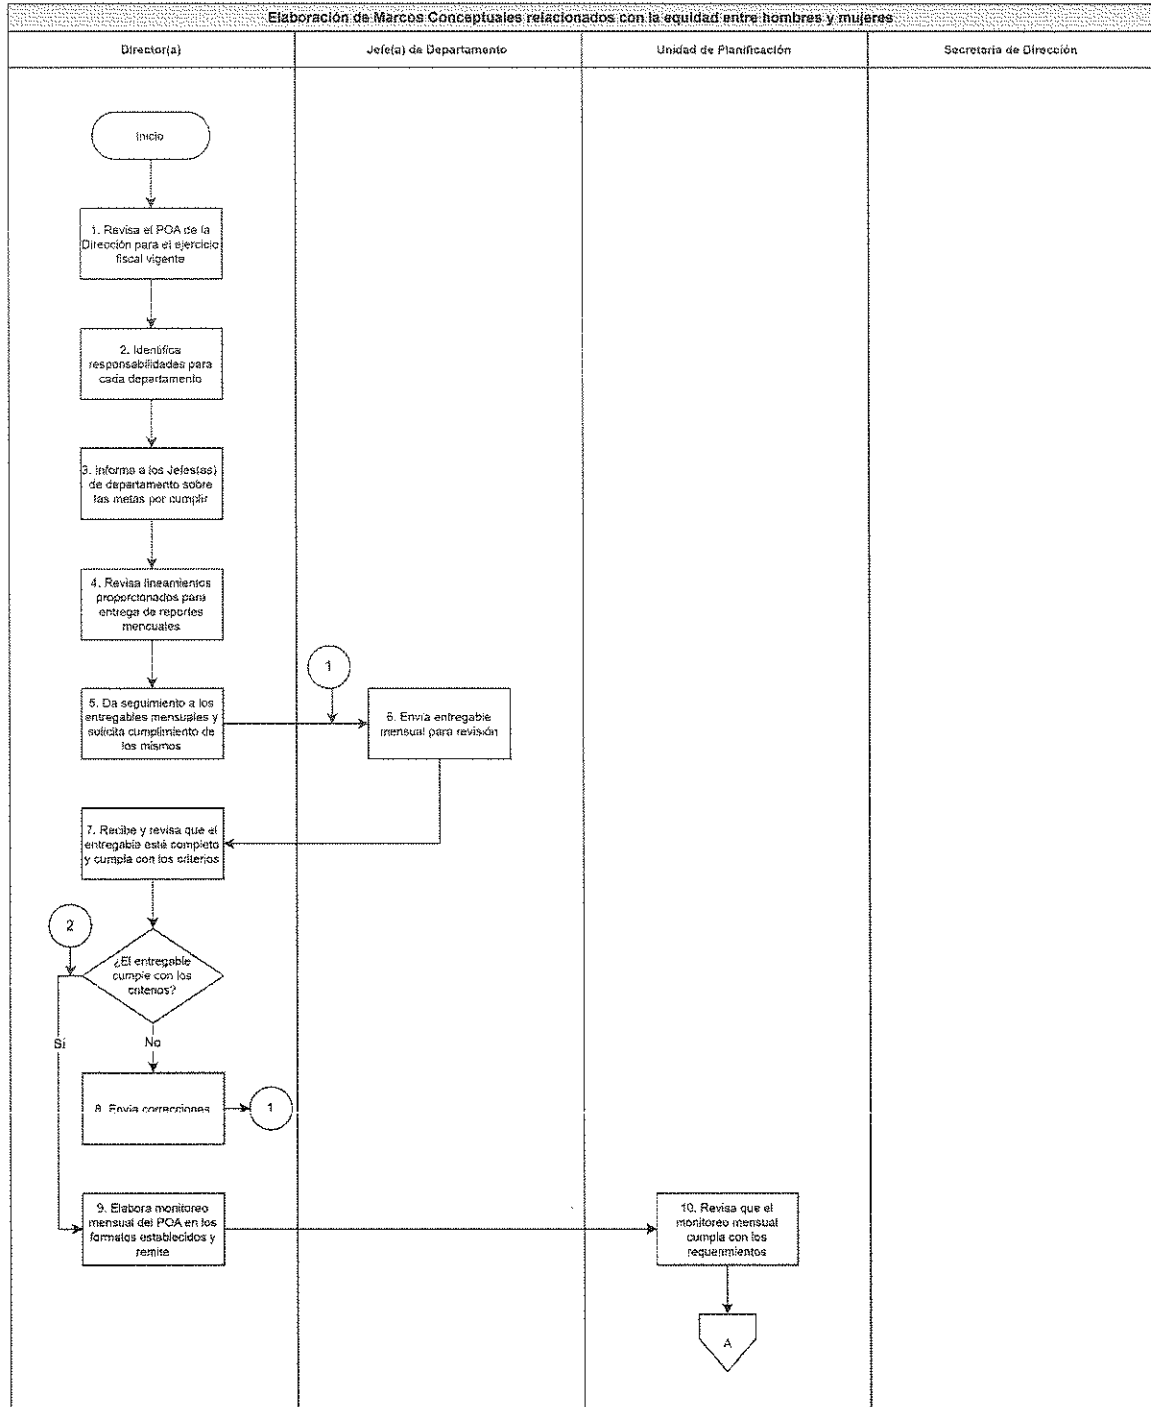 Elaboración de Marcos Conceptuales relacionados con la equidad entre hombres y mujeres
Director(a)
Jefe(a) de Departamento
Unidad de Planificación
Secretaria de Dirección
Inicio
1. Revisa el POA de la
Dirección para el ejercicio
fiscal vigente
2. Identifica
responsabilidades para
cada departamento
3. Informa a los Jefes(as)
de departamento sobre
las metas por cumplir
4. Revisa lineamientos
proporcionados para
entrega de reportes
mencuales
1
5. Da seguimiento a los
entregables mensuales y
solicita cumplimiento de
los mismos
6. Envía entregable
mensual para revisión
7. Recibe y revisa que el
entregable esté completo
y cumpla con los criterios
2
¿El entregable
cumple con los
criterios?
Sí
No
8. Envía correcciones
1
9. Elabora monitoreo
mensual del POA en los
formatos establecidos y
remite
10. Revisa que el
monitoreo mensual
cumpla con los
requerimientos
A